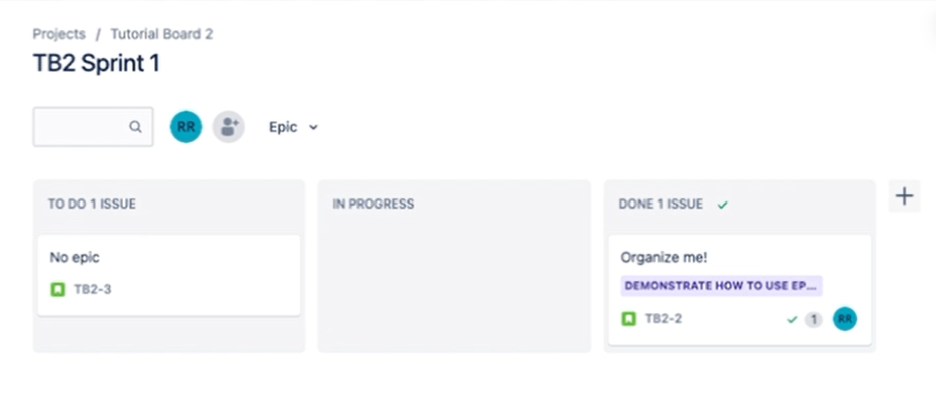 Projects / Tutorial Board 2
TB2 Sprint 1
RR
Epic
TO DO 1 ISSUE
No epic
TB2-3
IN PROGRESS
DONE 1 ISSUE
Organize me!
DEMONSTRATE HOW TO USE EP...
TB2-2 1 RR